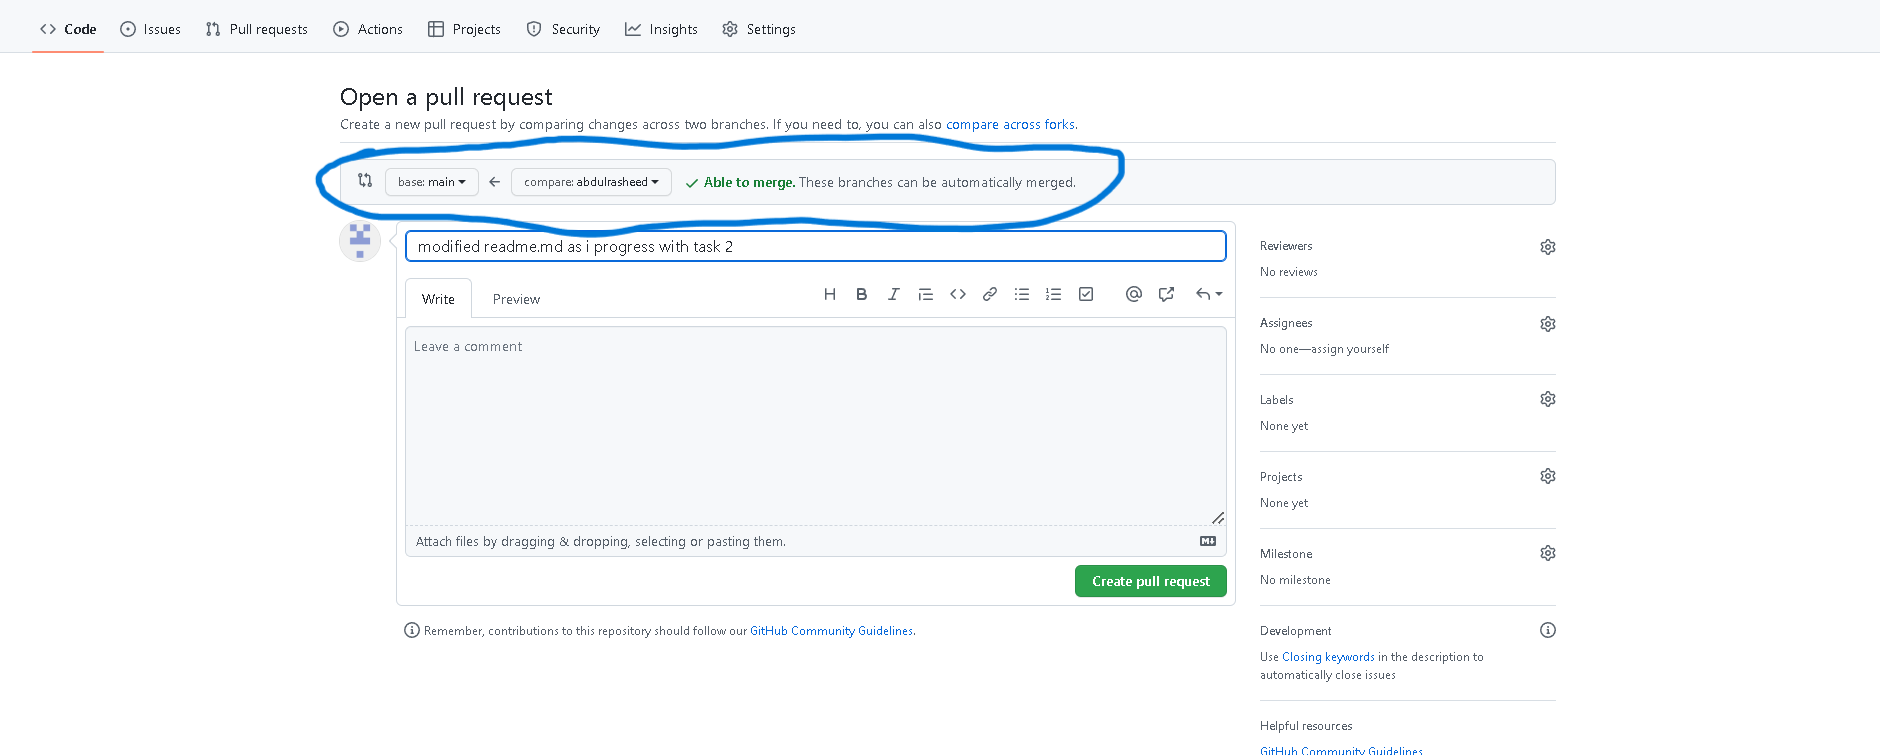 Code Issues Pull requests Actions Projects Security Insights Settings
Open a pull request
Create a new pull request by comparing changes across two branches. If you need to, you can also compare across forks.
base: main compare: abdulrasheed Able to merge. These branches can be automatically merged.
modified readme.md as i progress with task 2
Write Preview
Leave a comment
Attach files by dragging & dropping, selecting or pasting them.
Create pull request
Remember, contributions to this repository should follow our GitHub Community Guidelines.
Reviewers
No reviews
Assignees
No one—assign yourself
Labels
None yet
Projects
None yet
Milestone
No milestone
Development
Use Closing keywords in the description to
automatically close issues
Helpful resources
GitHub Community Guidelines